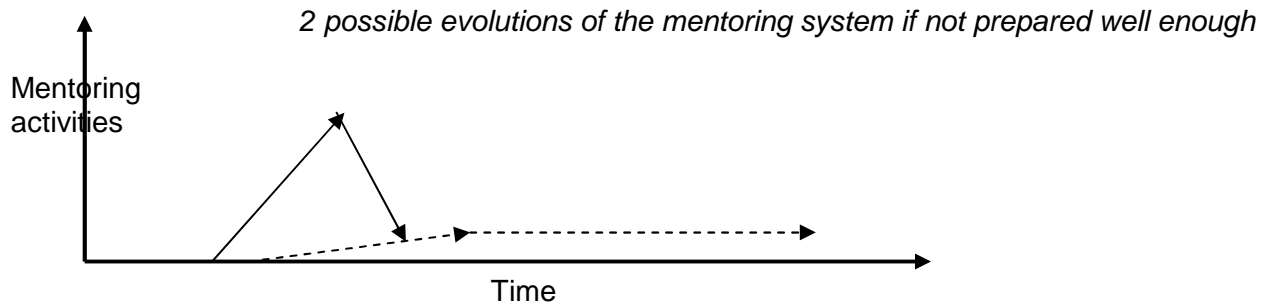 2 possible evolutions of the mentoring system if not prepared well enough
Mentoring
activities
Time